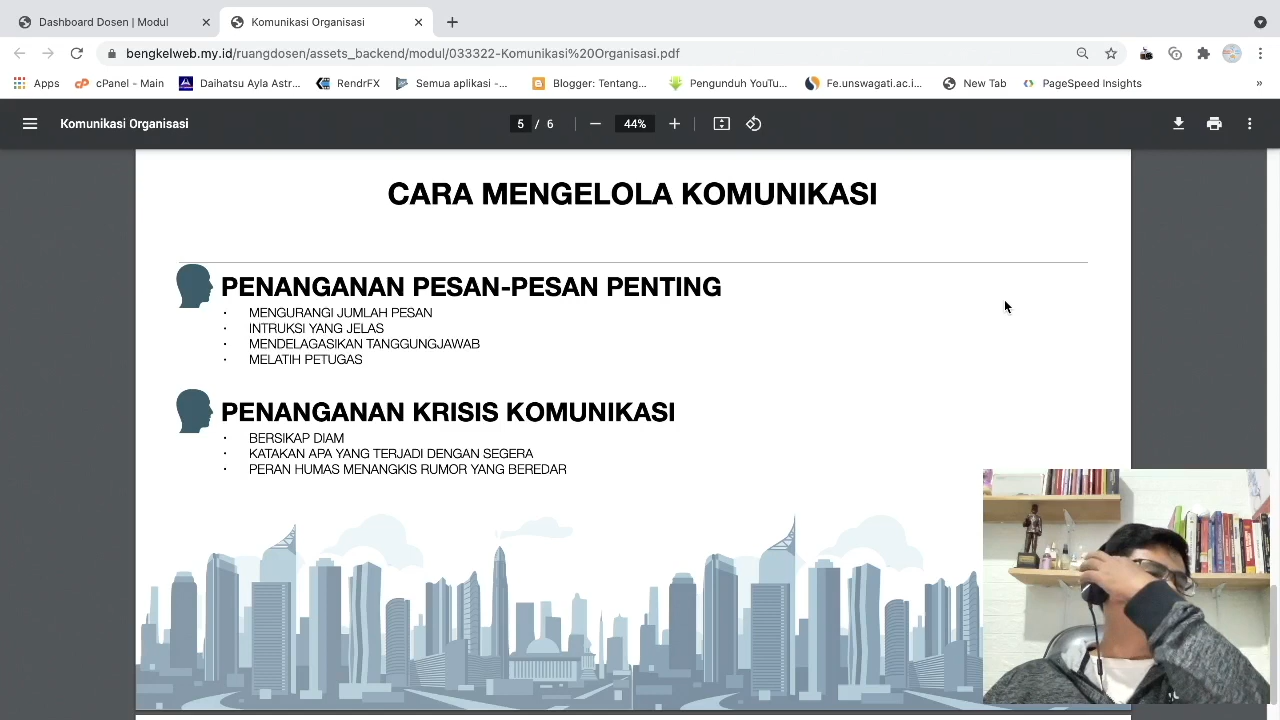 Dashboard Dosen | Modul
Komunikasi Organisasi
bengkelweb.my.id/ruangdosen/assets_backend/modul/033322-Komunikasi%20Organisasi.pdf
Apps
cPanel - Main
Daihatsu Ayla Astr...
RendrFX
Semua aplikasi -...
Blogger: Tentang...
Pengunduh YouTu...
Fe.unswagati.ac.i...
New Tab
PageSpeed Insights
»
Komunikasi Organisasi
5 / 6
44%
CARA MENGELOLA KOMUNIKASI
PENANGANAN PESAN-PESAN PENTING
· MENGURANGI JUMLAH PESAN
· INTRUKSI YANG JELAS
· MENDELAGASIKAN TANGGUNGJAWAB
· MELATIH PETUGAS
PENANGANAN KRISIS KOMUNIKASI
· BERSIKAP DIAM
· KATAKAN APA YANG TERJADI DENGAN SEGERA
· PERAN HUMAS MENANGKIS RUMOR YANG BEREDAR